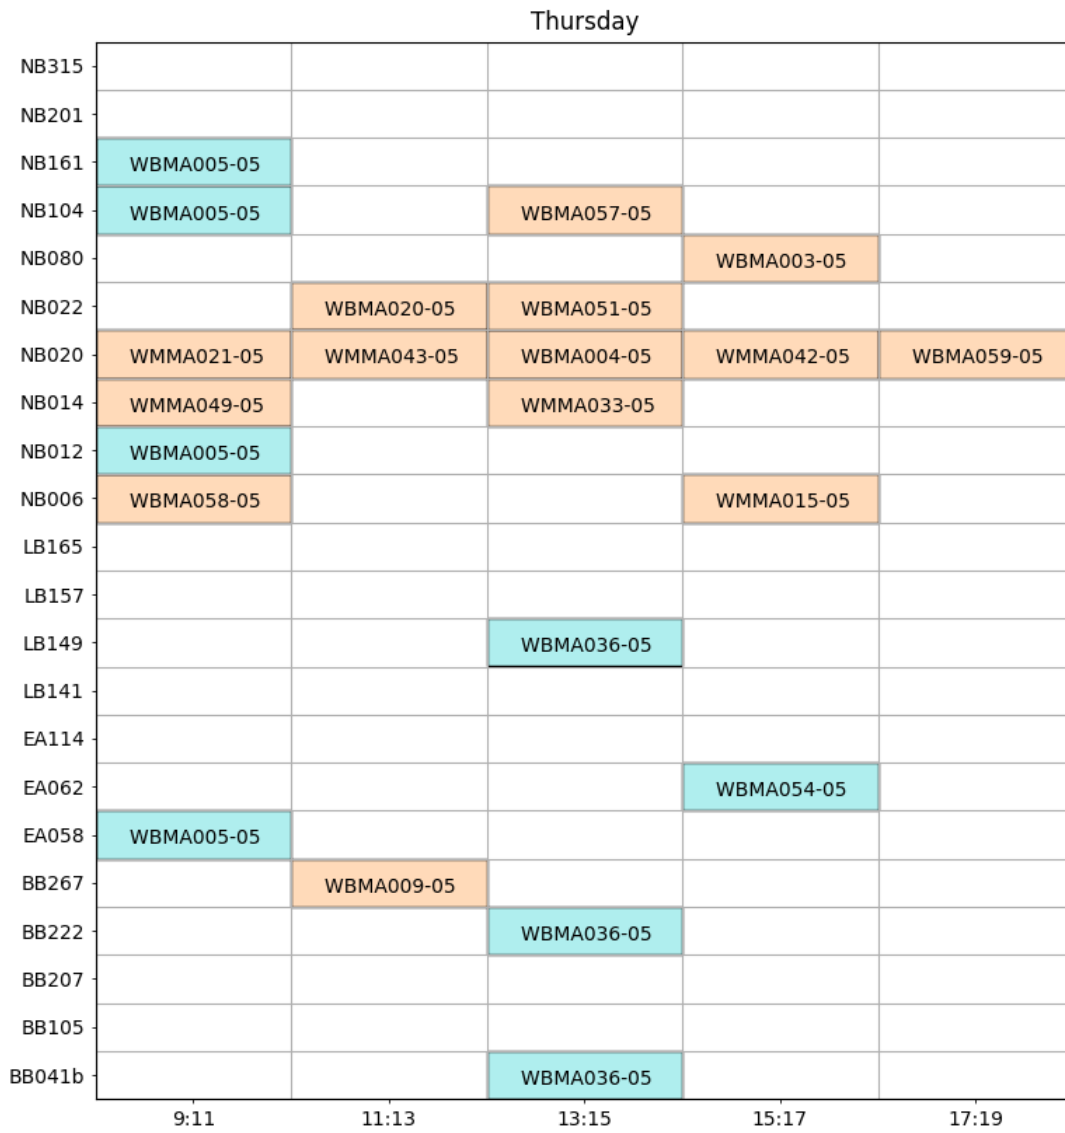 Thursday
NB315
NB201
NB161 WBMA005-05
NB104 WBMA005-05 WBMA057-05
NB080 WBMA003-05
NB022 WBMA020-05 WBMA051-05
NB020 WMMA021-05 WMMA043-05 WBMA004-05 WMMA042-05 WBMA059-05
NB014 WMMA049-05 WMMA033-05
NB012 WBMA005-05
NB006 WBMA058-05 WMMA015-05
LB165
LB157
LB149 WBMA036-05
LB141
EA114
EA062 WBMA054-05
EA058 WBMA005-05
BB267 WBMA009-05
BB222 WBMA036-05
BB207
BB105
BB041b WBMA036-05
9:11 11:13 13:15 15:17 17:19